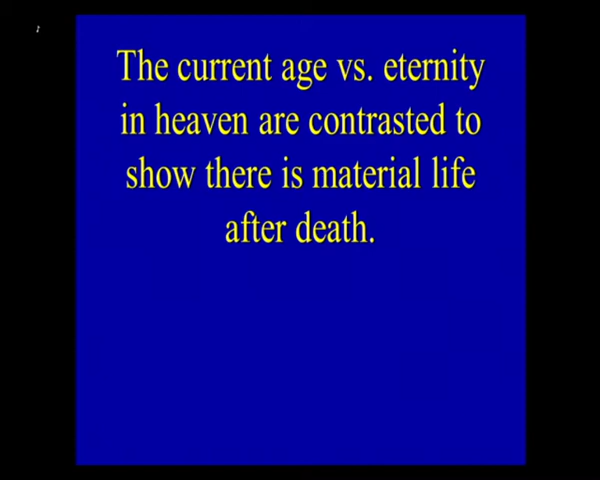 The current age vs. eternity
in heaven are contrasted to
show there is material life
after death.